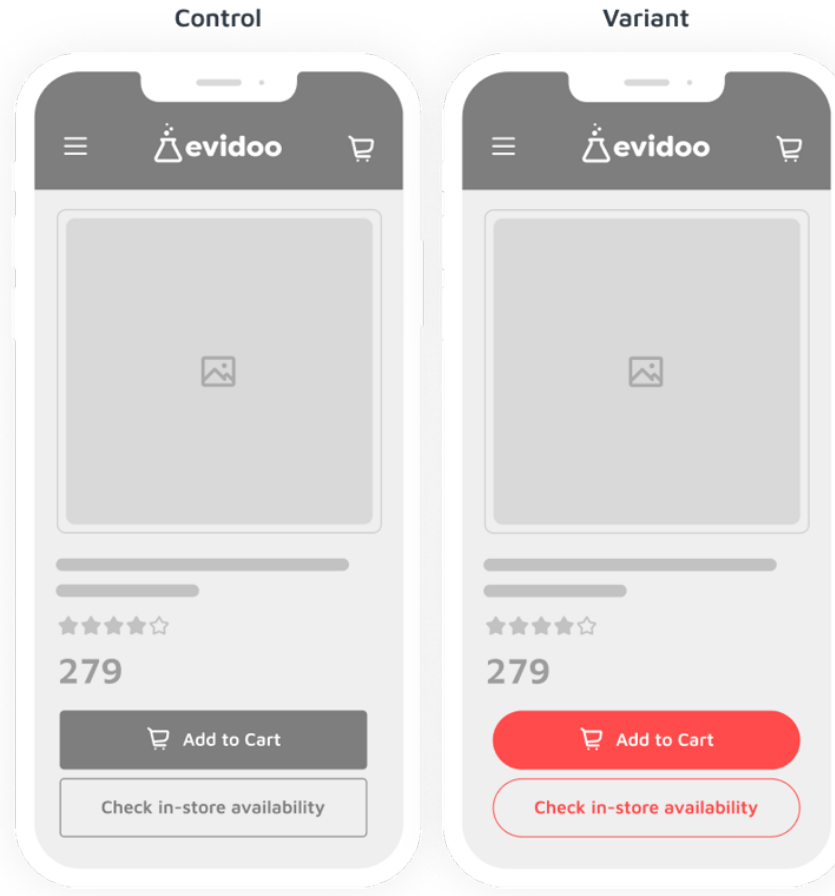 Control
evidoo
279
Add to Cart
Check in-store availability
Variant
evidoo
279
Add to Cart
Check in-store availability